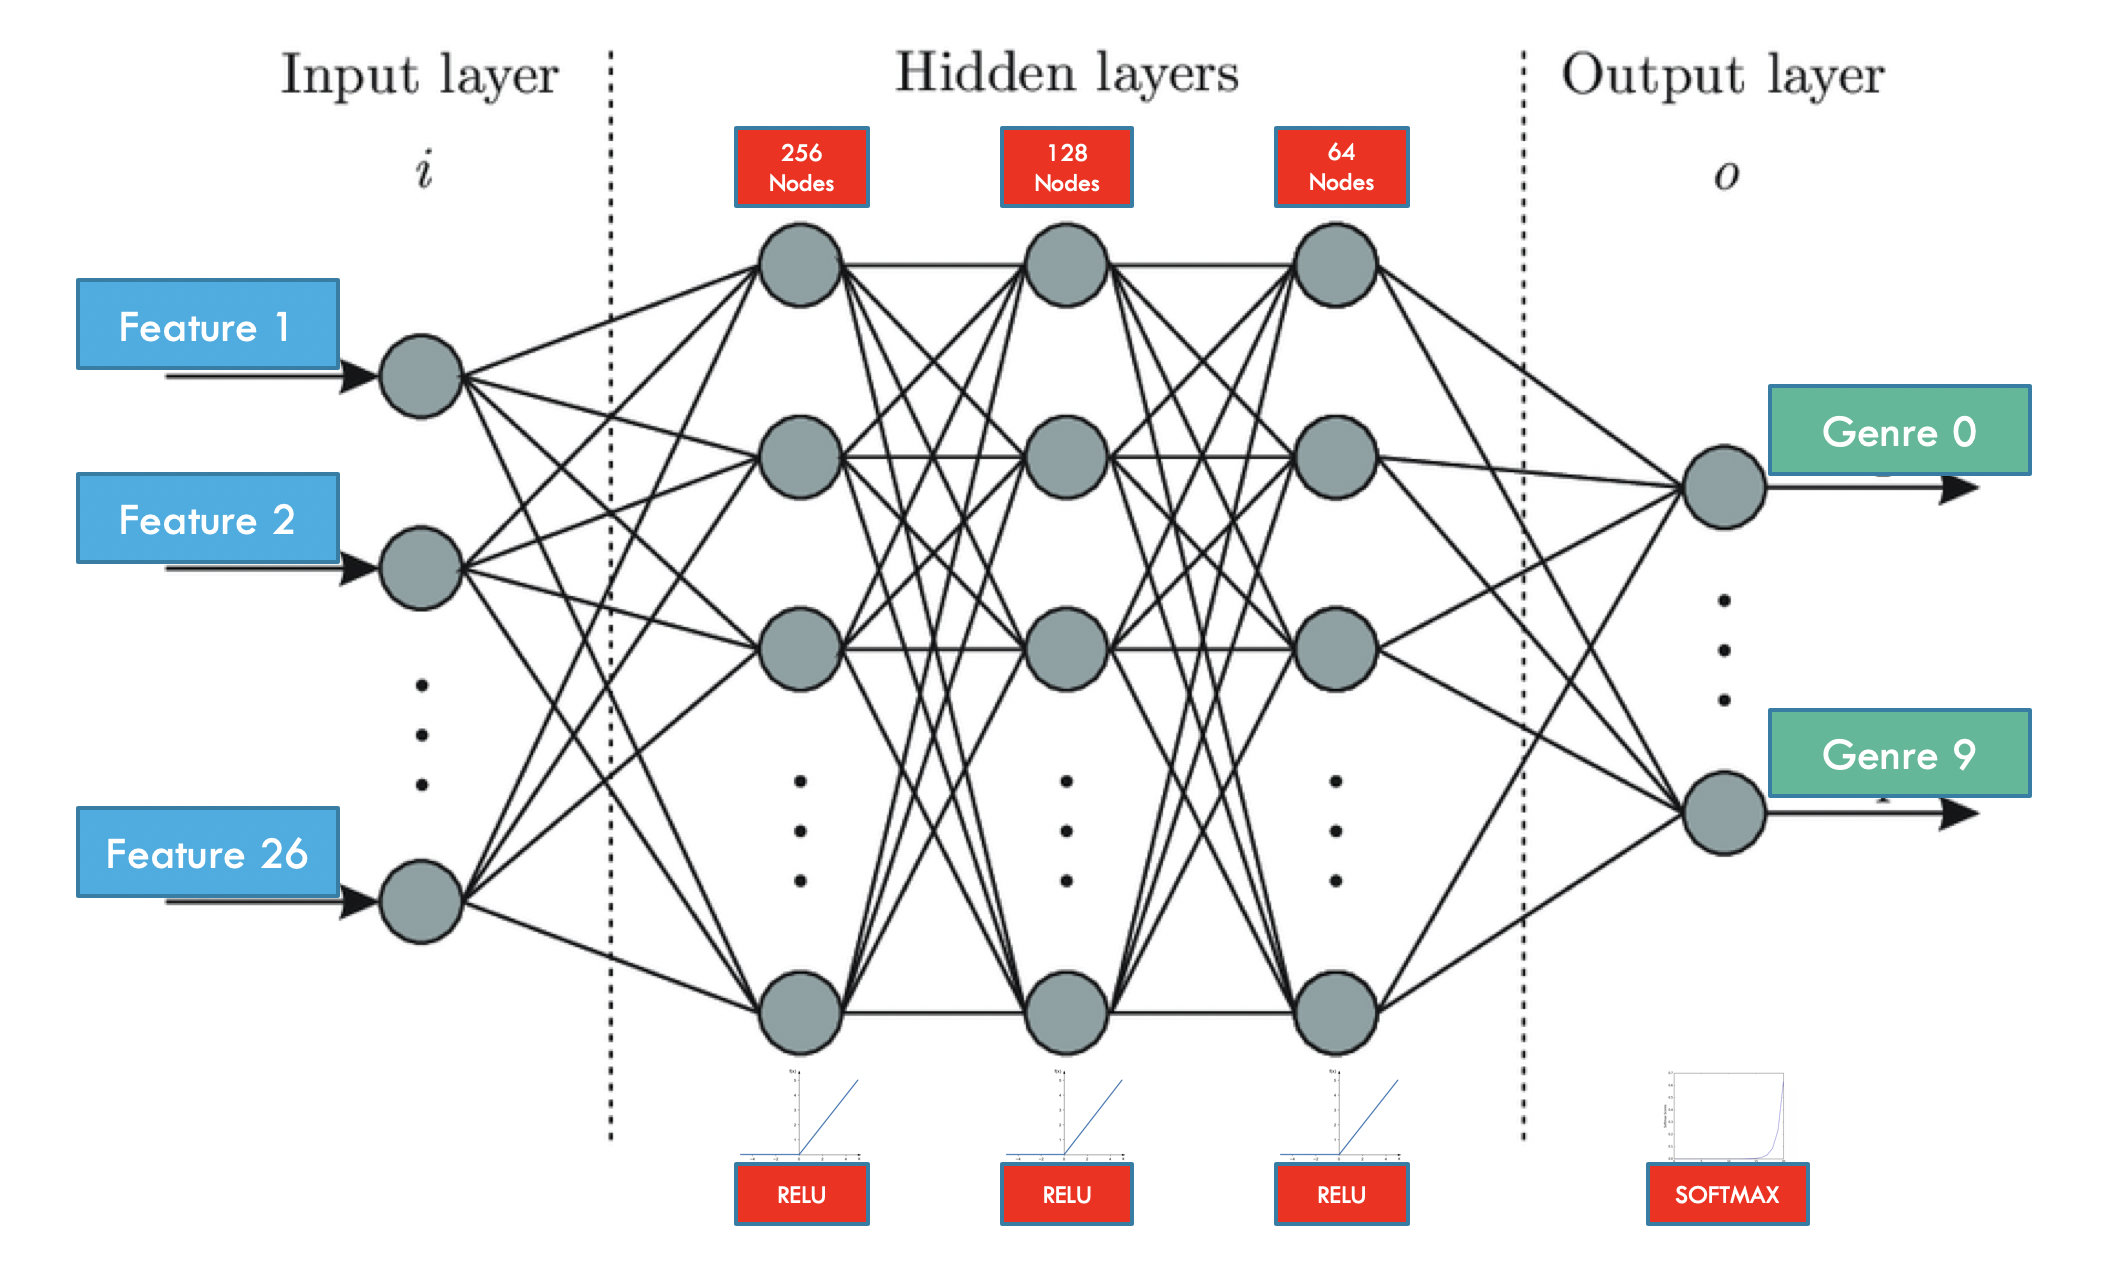 Input layer
Hidden layers
Output layer
i
256
Nodes
128
Nodes
64
Nodes
o
Feature 1
Feature 2
Feature 26
Genre 0
Genre 9
RELU
RELU
RELU
SOFTMAX